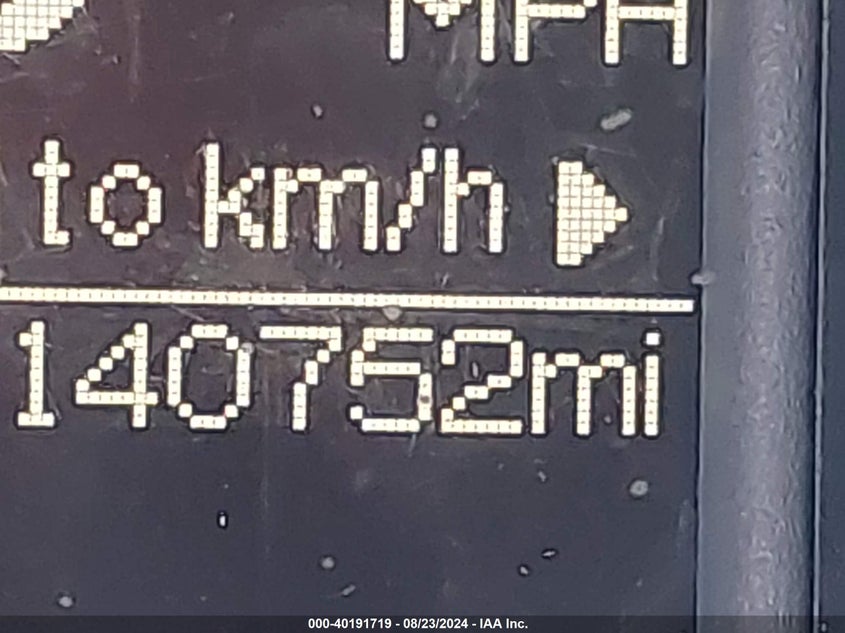 MPH
to km/h
140752mi
000-40191719 - 08/23/2024 - IAA Inc.